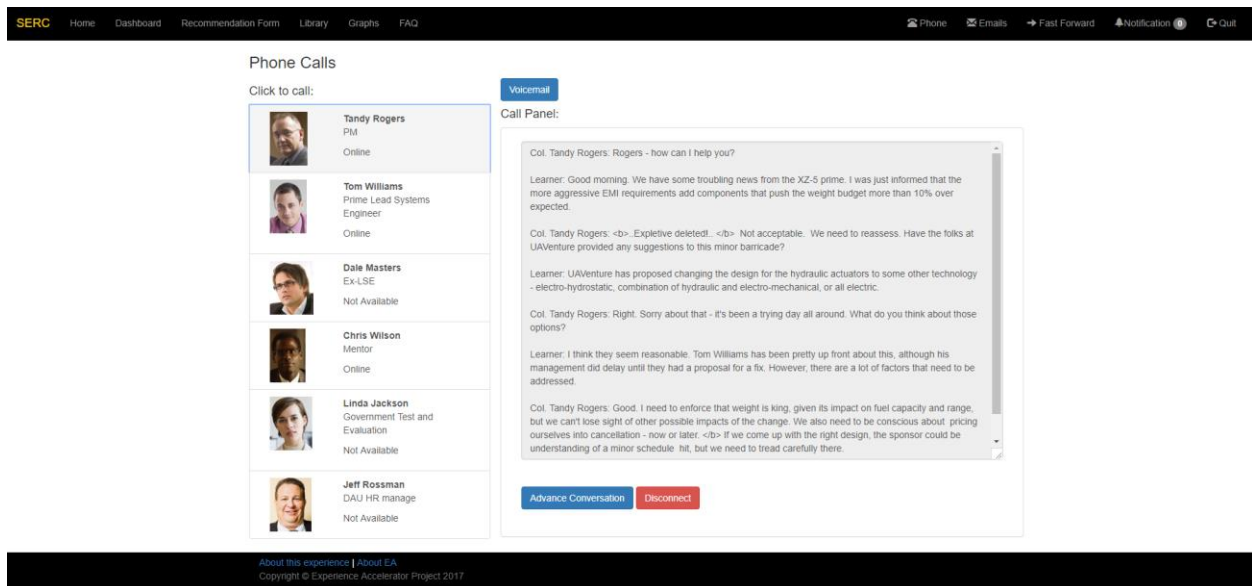 SERC Home Dashboard Recommendation Form Library Graphs FAQ Phone Emails Fast Forward Notification 0 Quit
Phone Calls
Click to call:
Tandy Rogers
PM
Online
Tom Williams
Prime Lead Systems
Engineer
Online
Dale Masters
Ex-LSE
Not Available
Chris Wilson
Mentor
Online
Linda Jackson
Government Test and
Evaluation
Not Available
Jeff Rossman
DAU HR manage
Not Available
Voicemail
Call Panel:
Col. Tandy Rogers: Rogers - how can I help you?
Learner: Good morning. We have some troubling news from the XZ-5 prime. I was just informed that the
more aggressive EMI requirements add components that push the weight budget more than 10% over
expected.
Col. Tandy Rogers: <b>..Expletive deleted!.. </b> Not acceptable. We need to reassess. Have the folks at
UAVenture provided any suggestions to this minor barricade?
Learner: UAVenture has proposed changing the design for the hydraulic actuators to some other technology
- electro-hydrostatic, combination of hydraulic and electro-mechanical, or all electric.
Col. Tandy Rogers: Right. Sorry about that - it's been a trying day all around. What do you think about those
options?
Learner: I think they seem reasonable. Tom Williams has been pretty up front about this, although his
management did delay until they had a proposal for a fix. However, there are a lot of factors that need to be
addressed.
Col. Tandy Rogers: Good. I need to enforce that weight is king, given its impact on fuel capacity and range,
but we can't lose sight of other possible impacts of the change. We also need to be conscious about pricing
ourselves into cancellation - now or later. </b> If we come up with the right design, the sponsor could be
understanding of a minor schedule hit, but we need to tread carefully there.
Advance Conversation Disconnect
About this experience | About EA
Copyright © Experience Accelerator Project 2017